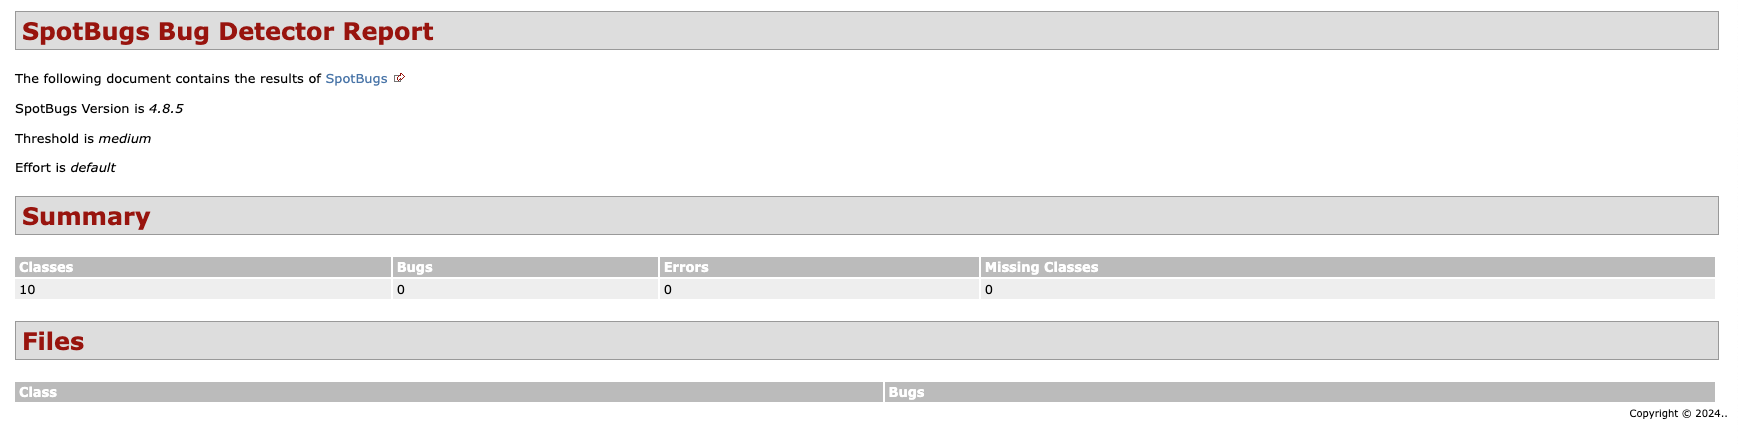 SpotBugs Bug Detector Report
The following document contains the results of SpotBugs
SpotBugs Version is 4.8.5
Threshold is medium
Effort is default
Summary
Classes Bugs Errors Missing Classes
10 0 0 0
Files
Class Bugs
Copyright © 2024..